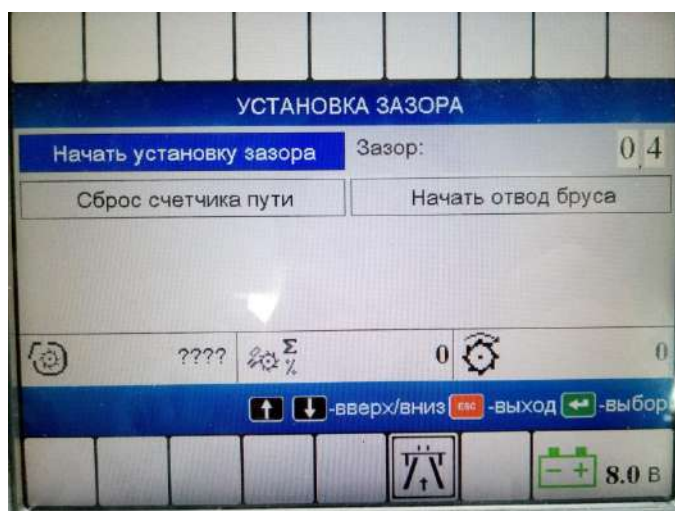 УСТАНОВКА ЗАЗОРА
Начать установку зазора Зазор: 0,4
Сброс счетчика пути Начать отвод бруса
???? Σ % 0 0
-вверх/вниз ESC -выход -выбор
- + 8.0 В